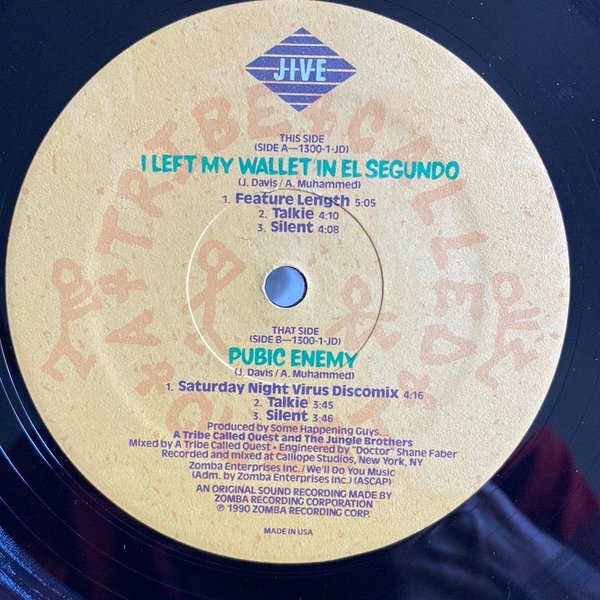 J-I-V-E
THIS SIDE
(SIDE A—1300-1-JD)
I LEFT MY WALLET IN EL SEGUNDO
(J. Davis / A. Muhammed)
1. Feature Length 5:05
2. Talkie 4:10
3. Silent 4:08
THAT SIDE
(SIDE B—1300-1-JD)
PUBIC ENEMY
(J. Davis / A. Muhammed)
1. Saturday Night Virus Discomix 4:16
2. Talkie 3:45
3. Silent 3:46
Produced by Some Happening Guys...
A Tribe Called Quest and The Jungle Brothers
Mixed by A Tribe Called Quest • Engineered by "Doctor" Shane Faber
Recorded and mixed at Calliope Studios, New York, NY
Zomba Enterprises Inc. / We'll Do You Music
(Adm. by Zomba Enterprises Inc.) (ASCAP)
AN ORIGINAL SOUND RECORDING MADE BY
ZOMBA RECORDING CORPORATION
℗ 1990 ZOMBA RECORDING CORP.
MADE IN USA
A TRIBE CALLED